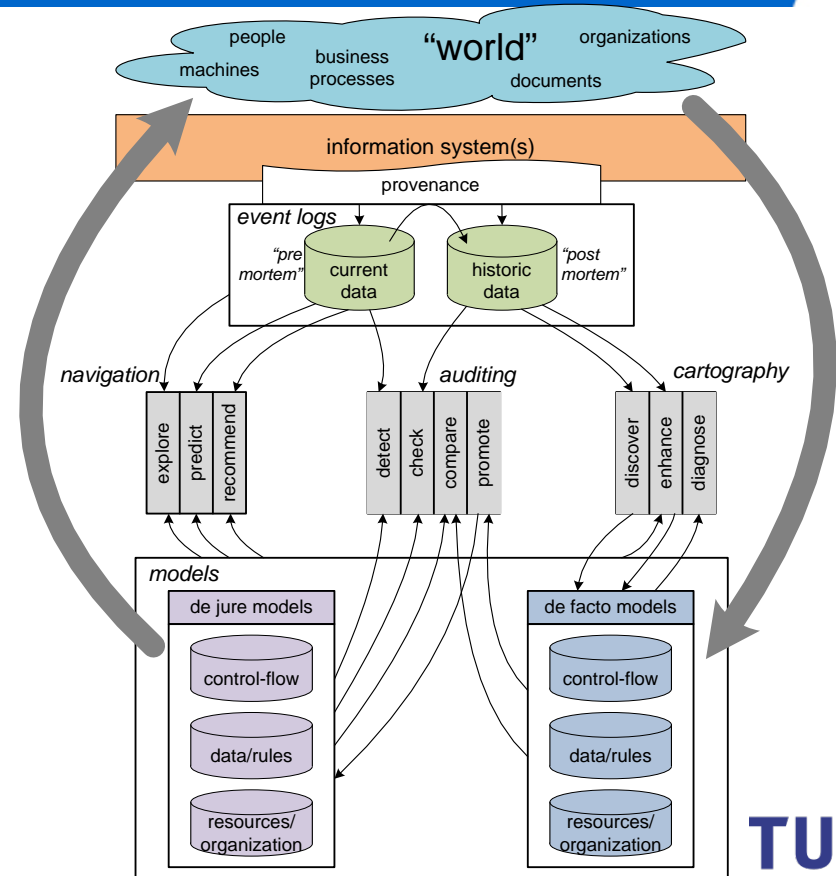 people
organizations
“world”
business
processes
machines
documents
information system(s)
provenance
event logs
“pre
mortem”
current
data
historic
data
“post
mortem”
navigation
auditing
cartography
explore
predict
recommend
detect
check
compare
promote
discover
enhance
diagnose
models
de jure models
de facto models
control-flow
control-flow
data/rules
data/rules
resources/
organization
resources/
organization
TU